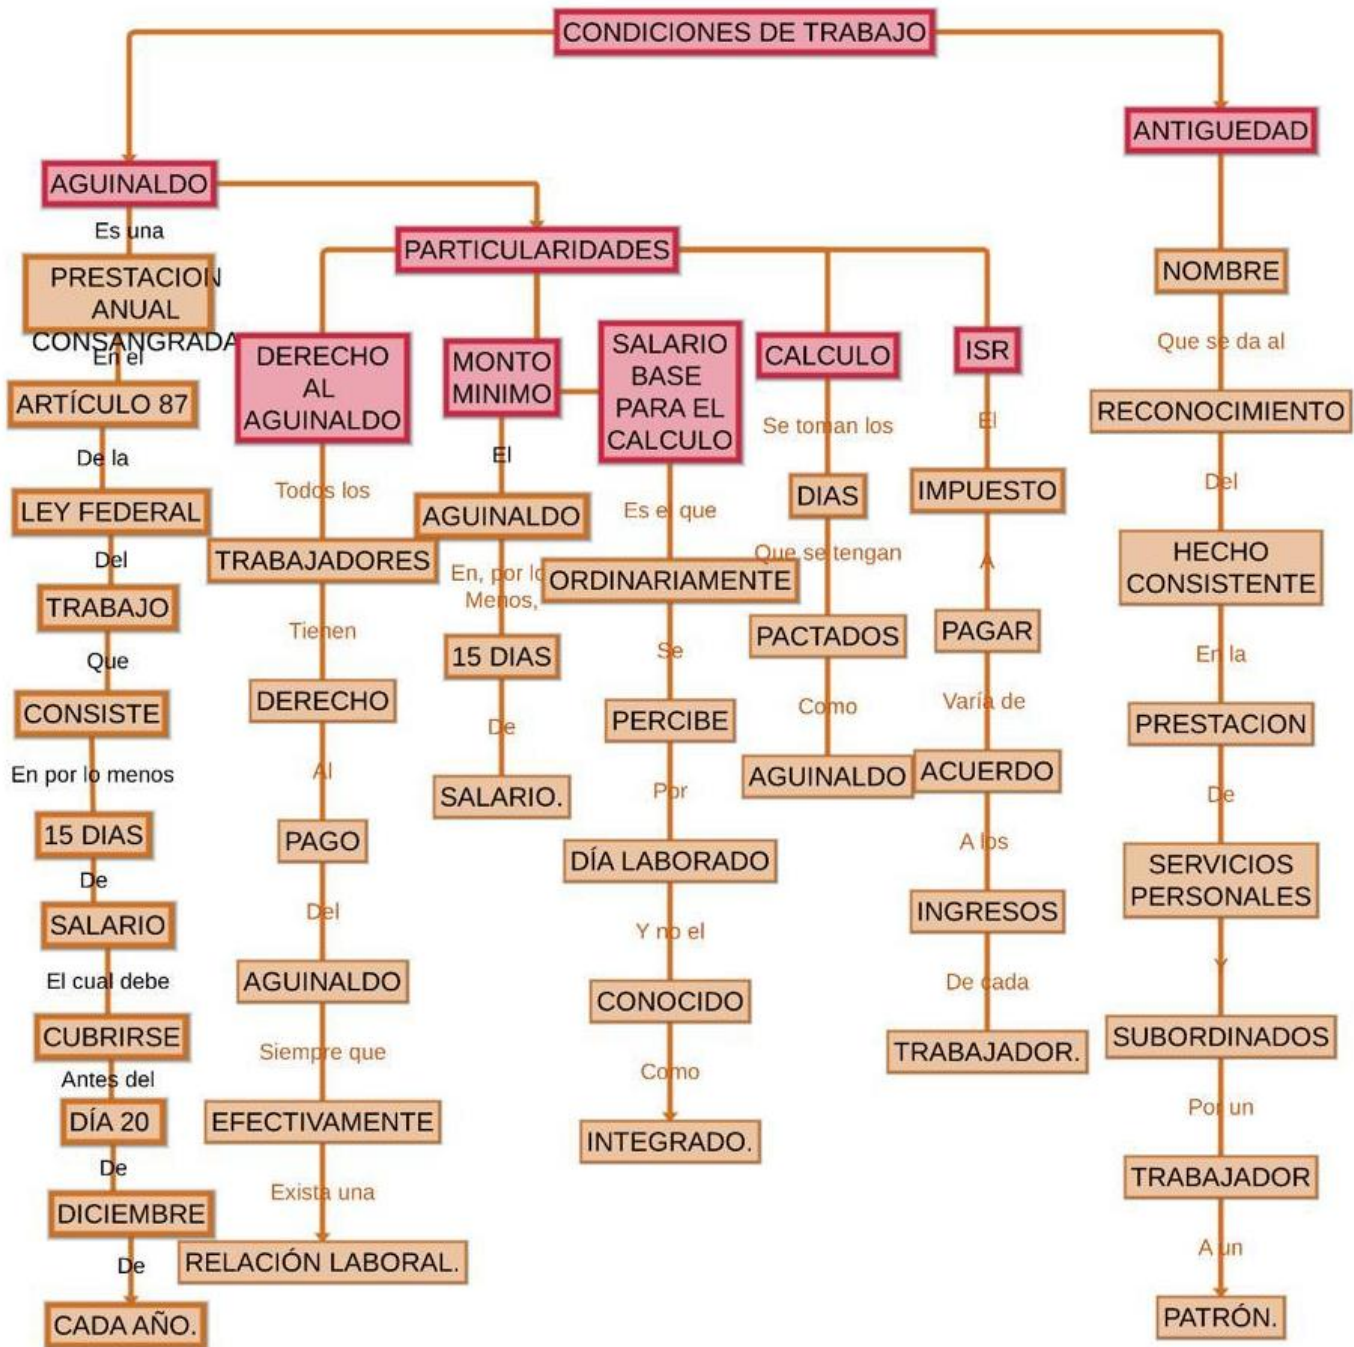 CONDICIONES DE TRABAJO
AGUINALDO
Es una
PRESTACION
ANUAL
CONSANGRADA
En el
ARTÍCULO 87
De la
LEY FEDERAL
Del
TRABAJO
Que
CONSISTE
En por lo menos
15 DIAS
De
SALARIO
El cual debe
CUBRIRSE
Antes del
DÍA 20
De
DICIEMBRE
De
CADA AÑO.
PARTICULARIDADES
DERECHO
AL
AGUINALDO
Todos los
TRABAJADORES
Tienen
DERECHO
Al
PAGO
Del
AGUINALDO
Siempre que
EFECTIVAMENTE
Exista una
RELACIÓN LABORAL.
MONTO
MINIMO
El
AGUINALDO
En, por lo
Menos,
15 DIAS
De
SALARIO.
SALARIO
BASE
PARA EL
CALCULO
Es el que
ORDINARIAMENTE
Se
PERCIBE
Por
DÍA LABORADO
Y no el
CONOCIDO
Como
INTEGRADO.
CALCULO
Se toman los
DIAS
Que se tengan
PACTADOS
Como
AGUINALDO
ISR
El
IMPUESTO
A
PAGAR
Varía de
ACUERDO
A los
INGRESOS
De cada
TRABAJADOR.
ANTIGUEDAD
NOMBRE
Que se da al
RECONOCIMIENTO
Del
HECHO
CONSISTENTE
En la
PRESTACION
De
SERVICIOS
PERSONALES
Y
SUBORDINADOS
Por un
TRABAJADOR
A un
PATRÓN.